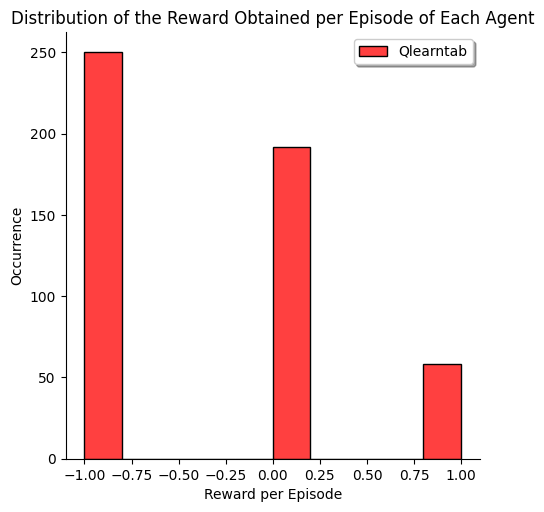 Distribution of the Reward Obtained per Episode of Each Agent
Qlearntab
250
200
150
100
50
0
Occurrence
−1.00 −0.75 −0.50 −0.25 0.00 0.25 0.50 0.75 1.00
Reward per Episode